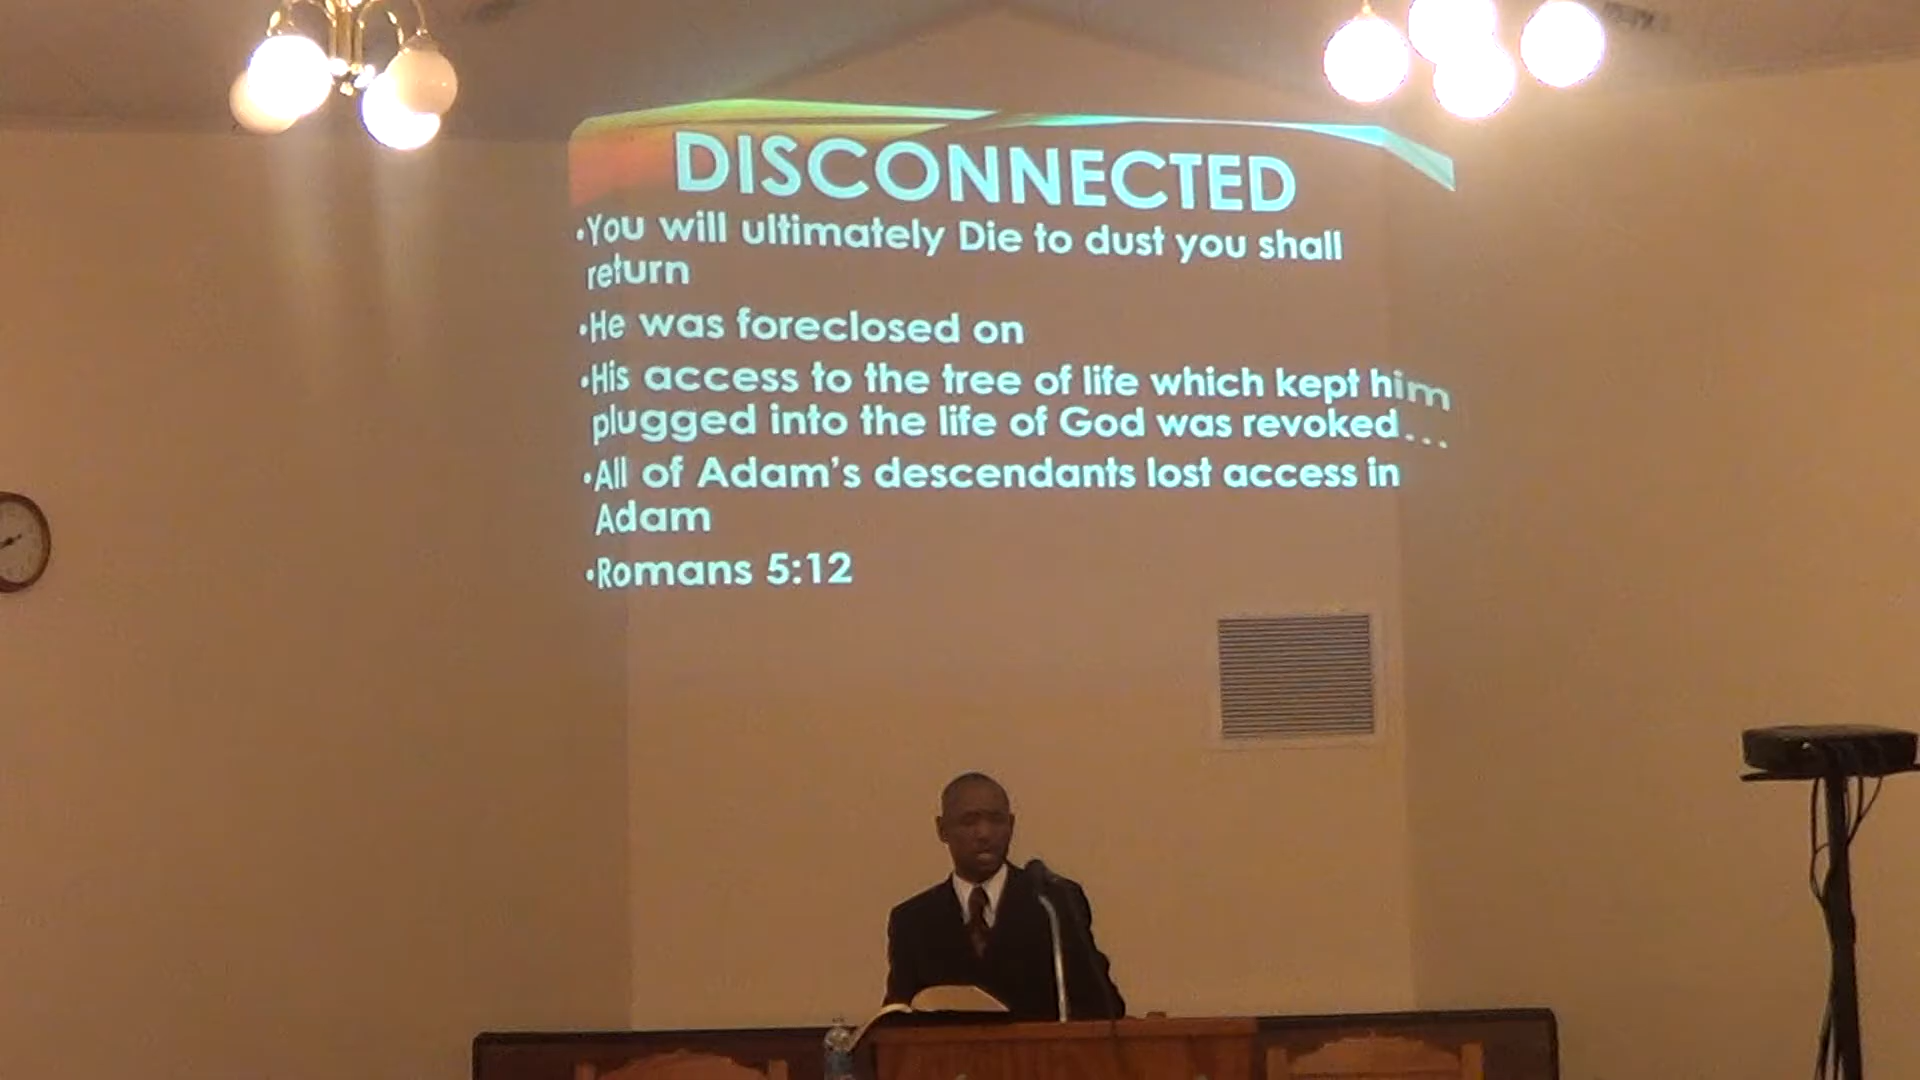 DISCONNECTED
•You will ultimately Die to dust you shall
return
•He was foreclosed on
•His access to the tree of life which kept him
plugged into the life of God was revoked...
•All of Adam's descendants lost access in
Adam
•Romans 5:12